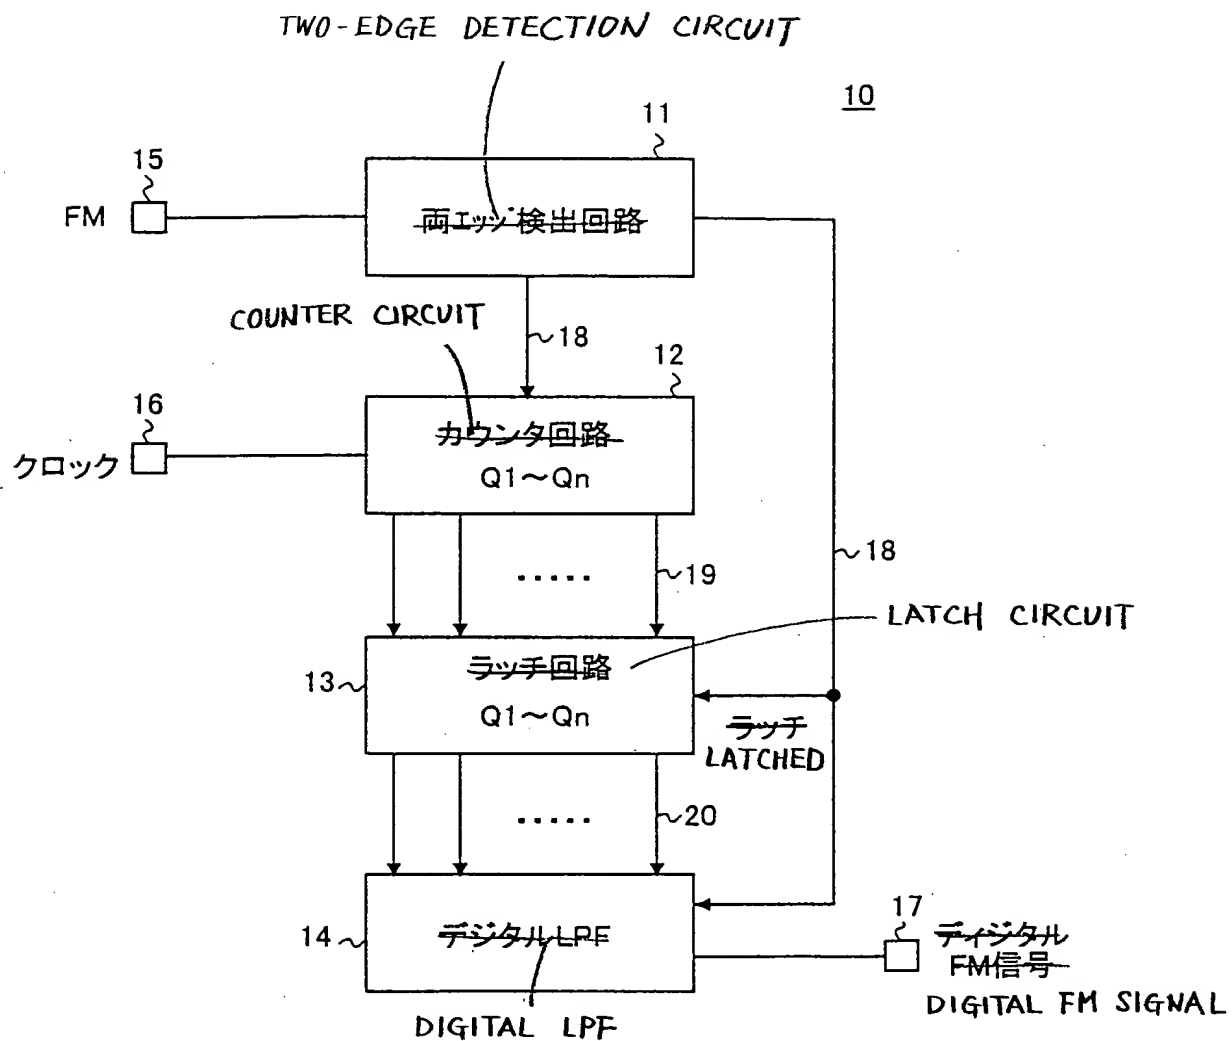 TWO-EDGE DETECTION CIRCUIT
10
11
15
FM
両エッジ検出回路
COUNTER CIRCUIT
18
12
16
クロック
カウンタ回路
Q1～Qn
18
19
LATCH CIRCUIT
13
ラッチ回路
Q1～Qn
ラッチ
LATCHED
20
17
14
デジタルLPF
ディジタル
FM信号
DIGITAL FM SIGNAL
DIGITAL LPF